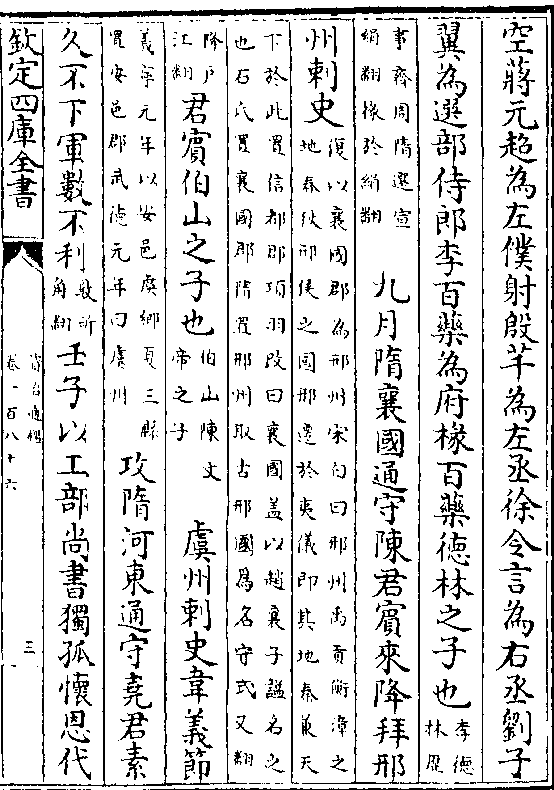 空蔣元超為左僕射殷芊為左丞徐令言為右丞劉子
翼為選部侍郎李百藥為府椽百藥德林之子也
李德
林歷
事齊周隋選宣
絹翻椽於絹翻
九月隋襄國通守陳君賔來降拜邢
州刺史
復以襄國郡為邢州宋白曰邢州禹貢衡漳之
地春秋邢侯之國邢遷於夷儀即其地秦兼天
下於此置信都郡項羽改曰襄國盖以趙襄子諡名之
也石氏置襄國郡隋置邢州取古邢國爲名守式又翻
降戸
江翻
君賔伯山之子也
伯山陳文
帝之子
虞州刺史韋義節
義寜元年以安邑虞鄉夏三縣
置安邑郡武德元年曰虞州
攻隋河東通守堯君素
久不下軍數不利
數所
角翻
壬子以工部尚書獨孤懷恩代
欽定四庫全書
資治通鑑
卷一百八十六
三